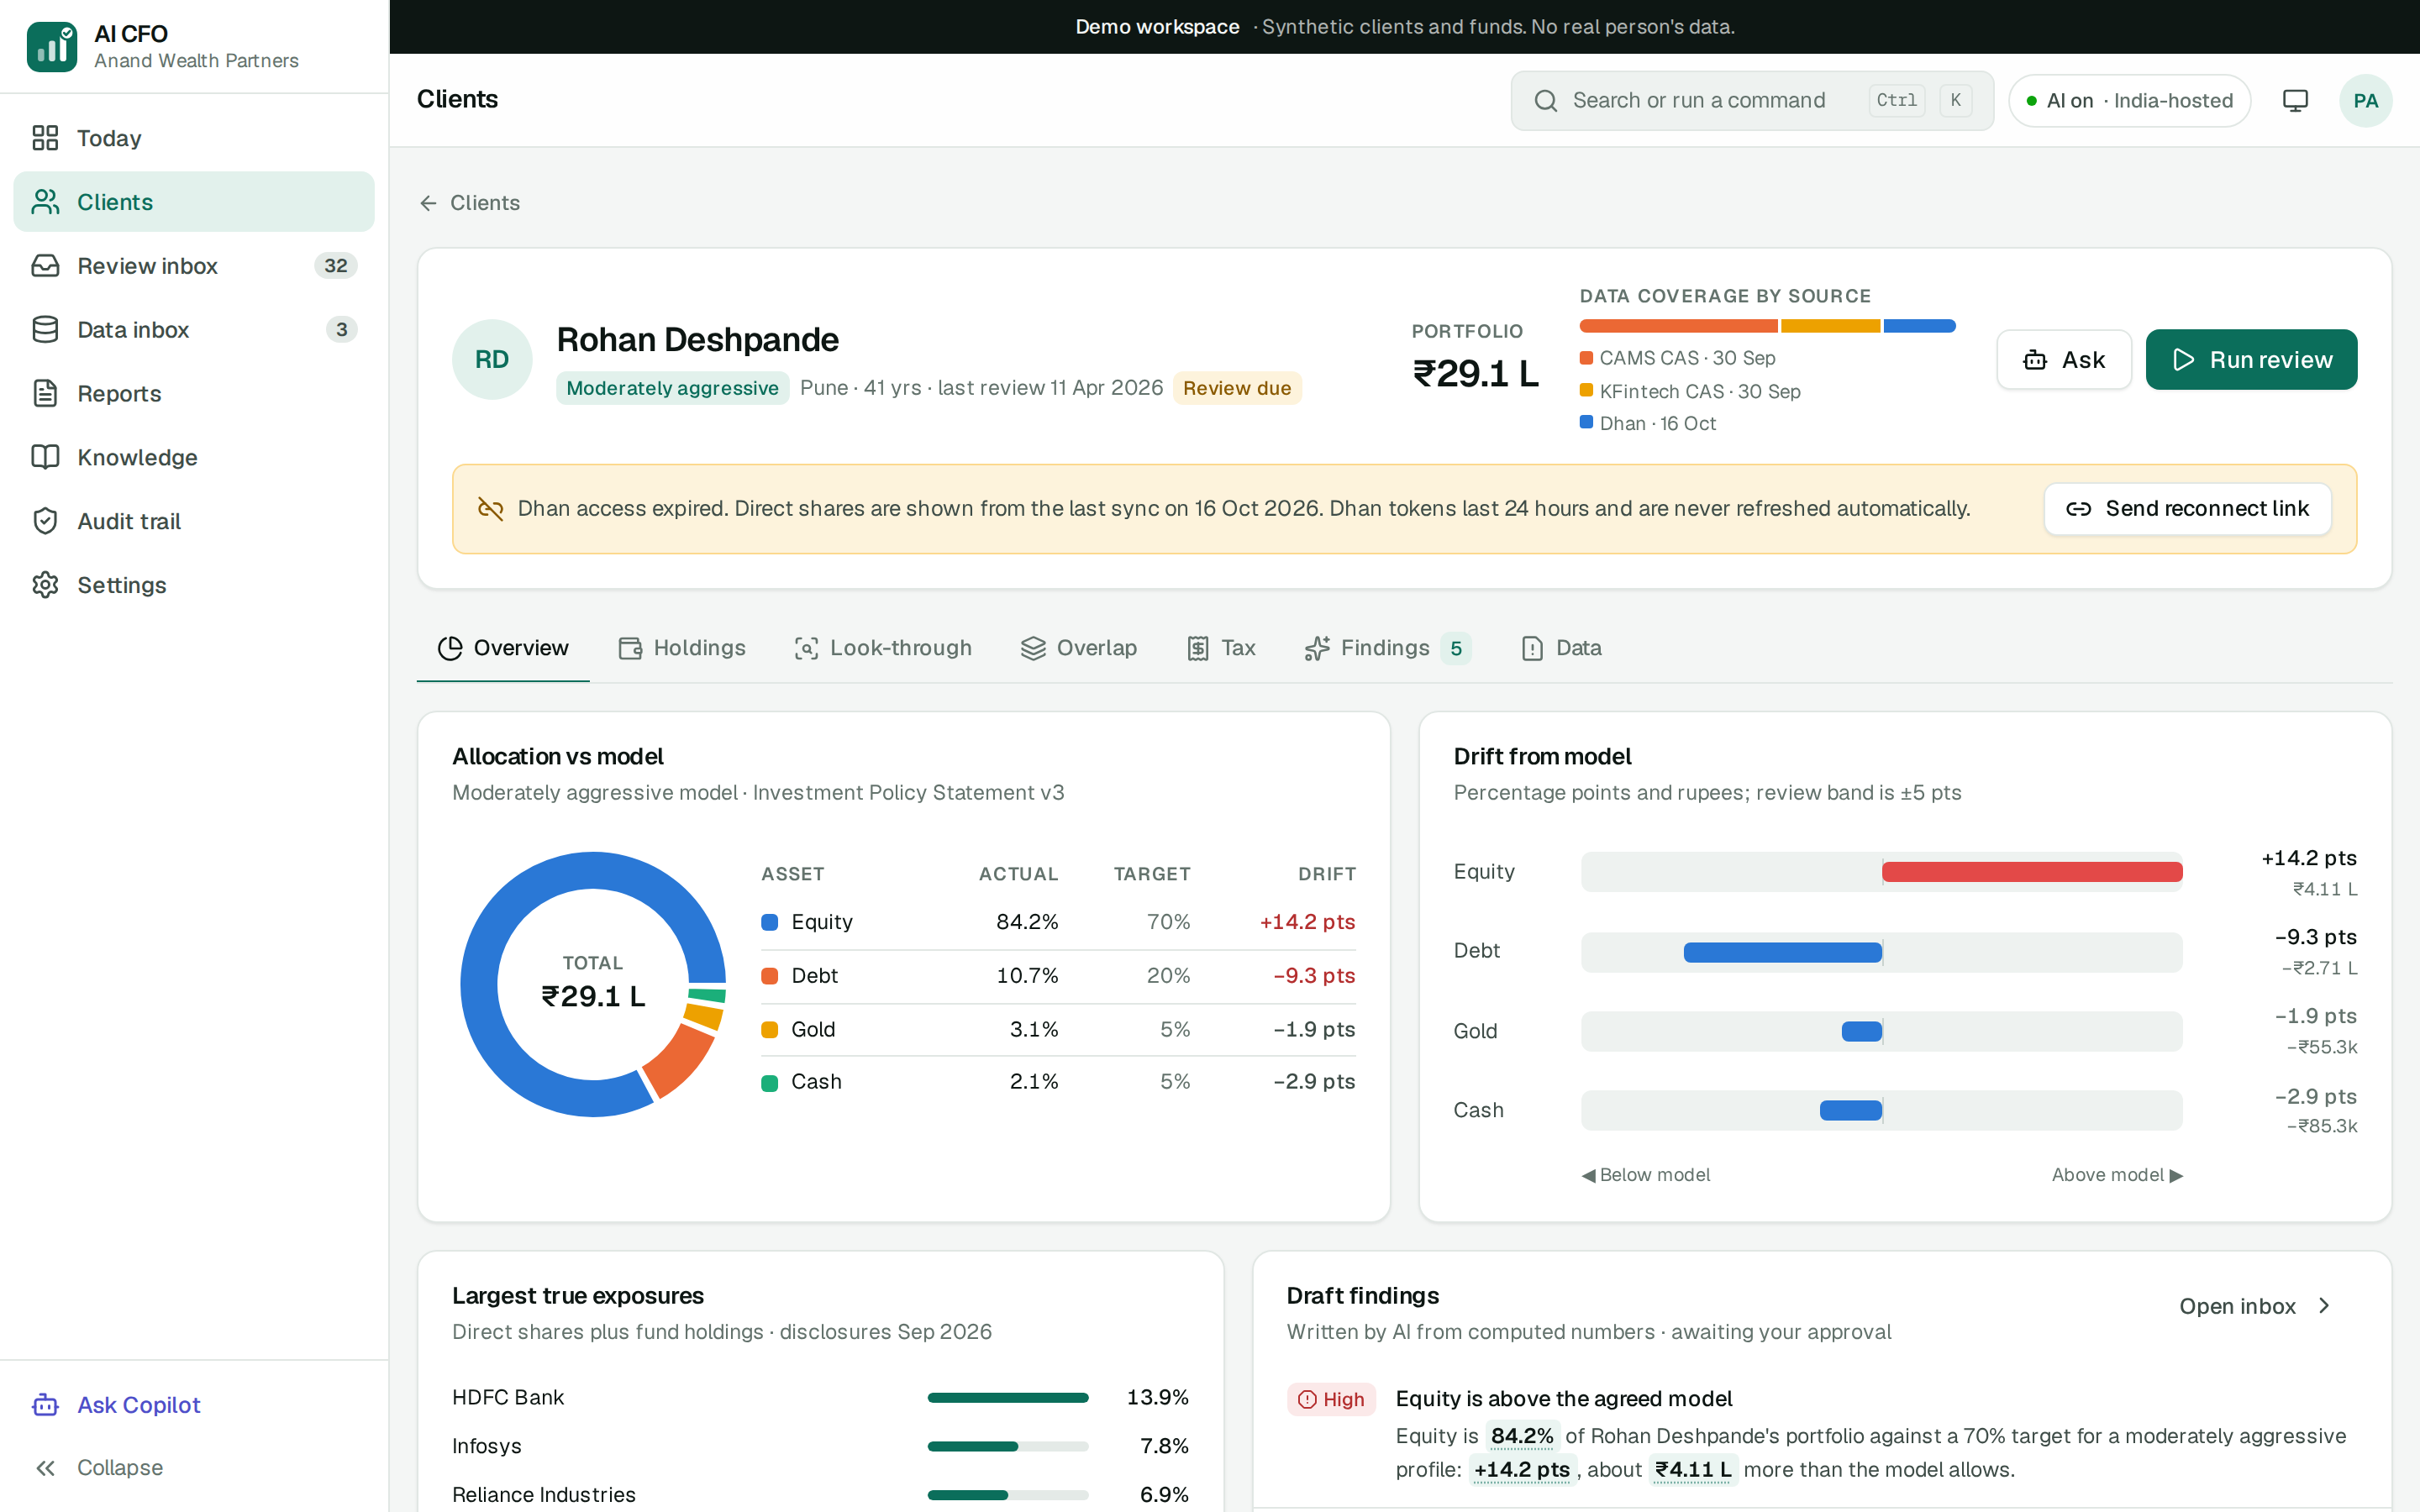 AI CFO
Anand Wealth Partners
Today
Clients
Review inbox 32
Data inbox 3
Reports
Knowledge
Audit trail
Settings
Ask Copilot
Collapse
Demo workspace · Synthetic clients and funds. No real person's data.
Clients
Search or run a command Ctrl K
AI on · India-hosted
PA
Clients
RD
Rohan Deshpande
Moderately aggressive Pune · 41 yrs · last review 11 Apr 2026 Review due
PORTFOLIO
₹29.1 L
DATA COVERAGE BY SOURCE
CAMS CAS · 30 Sep
KFintech CAS · 30 Sep
Dhan · 16 Oct
Ask
Run review
Dhan access expired. Direct shares are shown from the last sync on 16 Oct 2026. Dhan tokens last 24 hours and are never refreshed automatically.
Send reconnect link
Overview Holdings Look-through Overlap Tax Findings 5 Data
Allocation vs model
Moderately aggressive model · Investment Policy Statement v3
TOTAL
₹29.1 L
ASSET ACTUAL TARGET DRIFT
Equity 84.2% 70% +14.2 pts
Debt 10.7% 20% −9.3 pts
Gold 3.1% 5% −1.9 pts
Cash 2.1% 5% −2.9 pts
Drift from model
Percentage points and rupees; review band is ±5 pts
Equity +14.2 pts
₹4.11 L
Debt −9.3 pts
−₹2.71 L
Gold −1.9 pts
−₹55.3k
Cash −2.9 pts
−₹85.3k
◀ Below model Above model ▶
Largest true exposures
Direct shares plus fund holdings · disclosures Sep 2026
HDFC Bank 13.9%
Infosys 7.8%
Reliance Industries 6.9%
Draft findings
Written by AI from computed numbers · awaiting your approval
Open inbox
High Equity is above the agreed model
Equity is 84.2% of Rohan Deshpande's portfolio against a 70% target for a moderately aggressive
profile: +14.2 pts, about ₹4.11 L more than the model allows.